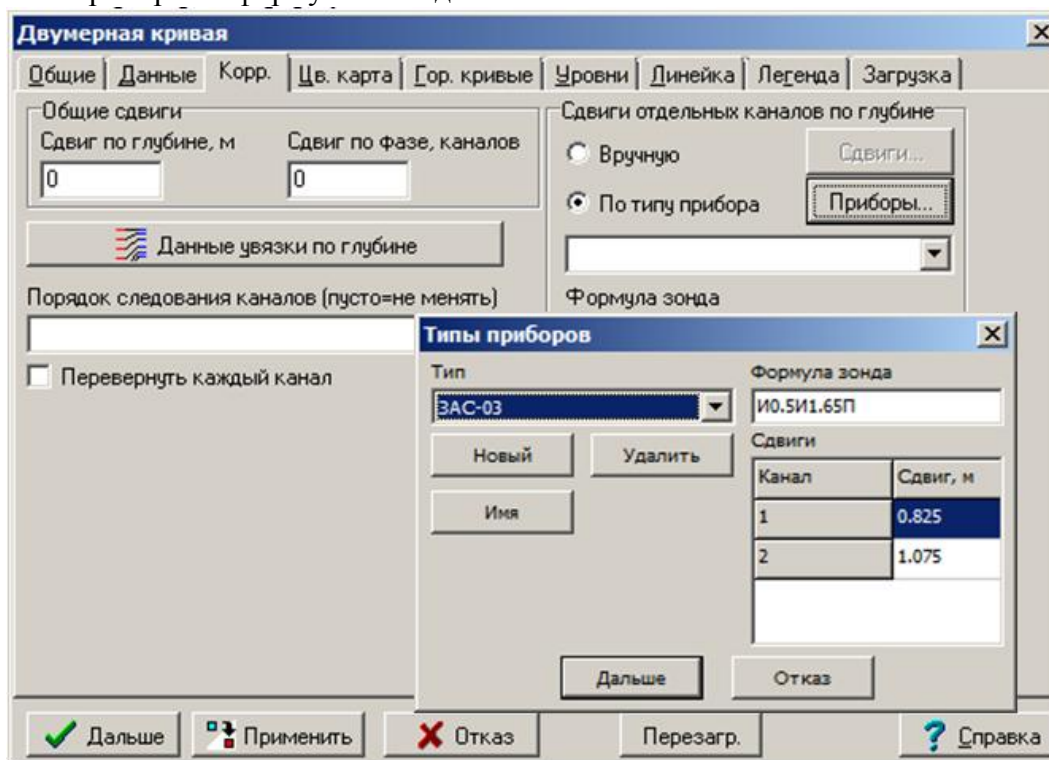 Двумерная кривая
Общие Данные Корр. Цв. карта Гор. кривые Уровни Линейка Легенда Загрузка
Общие сдвиги
Сдвиг по глубине, м Сдвиг по фазе, каналов
0 0
Данные увязки по глубине
Порядок следования каналов (пусто=не менять)
Перевернуть каждый канал
Сдвиги отдельных каналов по глубине
Вручную Сдвиги...
По типу прибора Приборы...
Формула зонда
Типы приборов
Тип Формула зонда
ЗАС-03 И0.5И1.65П
Новый Удалить Сдвиги
Канал Сдвиг, м
Имя 1 0.825
2 1.075
Дальше Отказ
Дальше Применить Отказ Перезагр. Справка